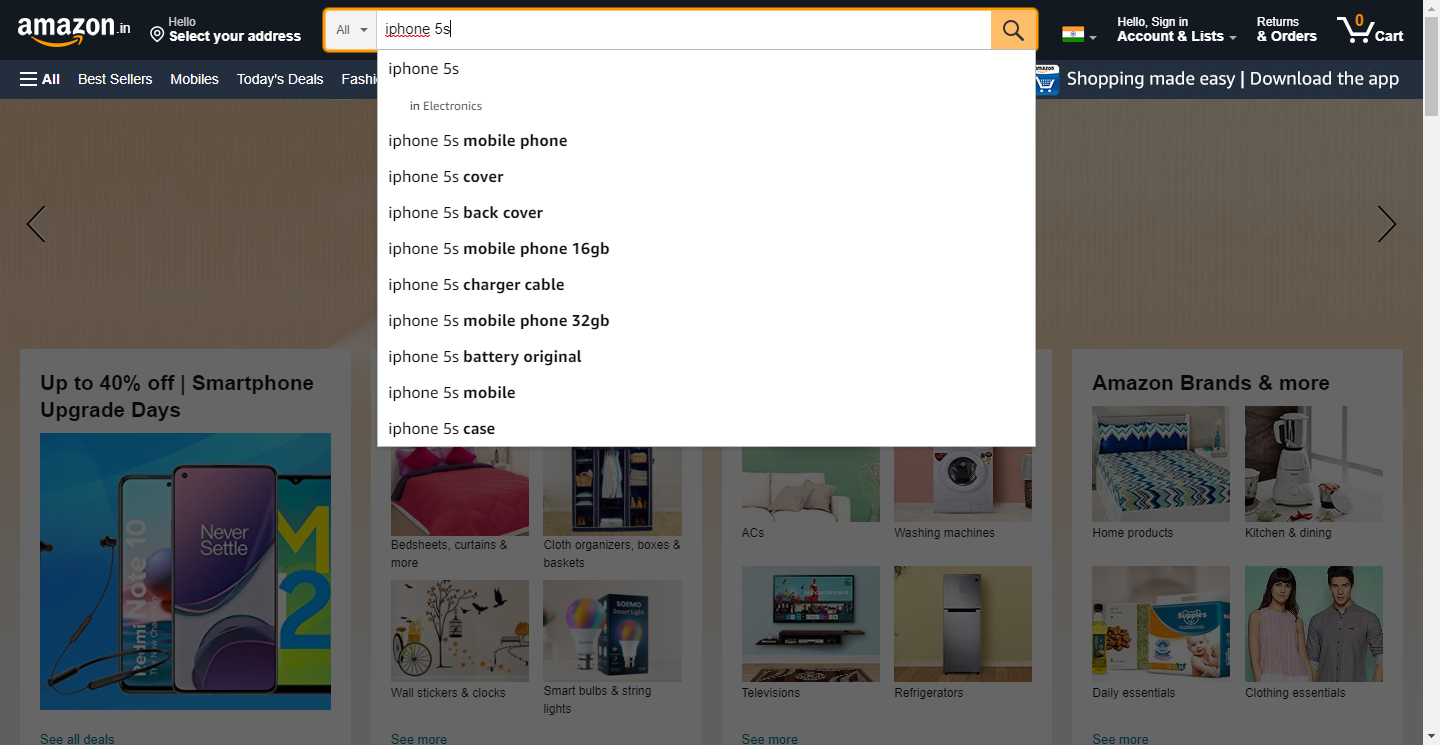 amazon.in
Hello
Select your address
All
iphone 5s
Hello, Sign in
Account & Lists
Returns
& Orders
0
Cart
All
Best Sellers
Mobiles
Today's Deals
Fashi
amazon
Shopping made easy | Download the app
iphone 5s
in Electronics
iphone 5s mobile phone
iphone 5s cover
iphone 5s back cover
iphone 5s mobile phone 16gb
iphone 5s charger cable
iphone 5s mobile phone 32gb
iphone 5s battery original
iphone 5s mobile
iphone 5s case
Up to 40% off | Smartphone
Upgrade Days
Redmi Note 10
Never
Settle
M
2
See all deals
Bedsheets, curtains &
more
Cloth organizers, boxes &
baskets
SOLIMO
Smart Light
Wall stickers & clocks
Smart bulbs & string
lights
See more
ACs
Washing machines
Televisions
Refrigerators
See more
Amazon Brands & more
Home products
Kitchen & dining
Supples
Daily essentials
Clothing essentials
See more